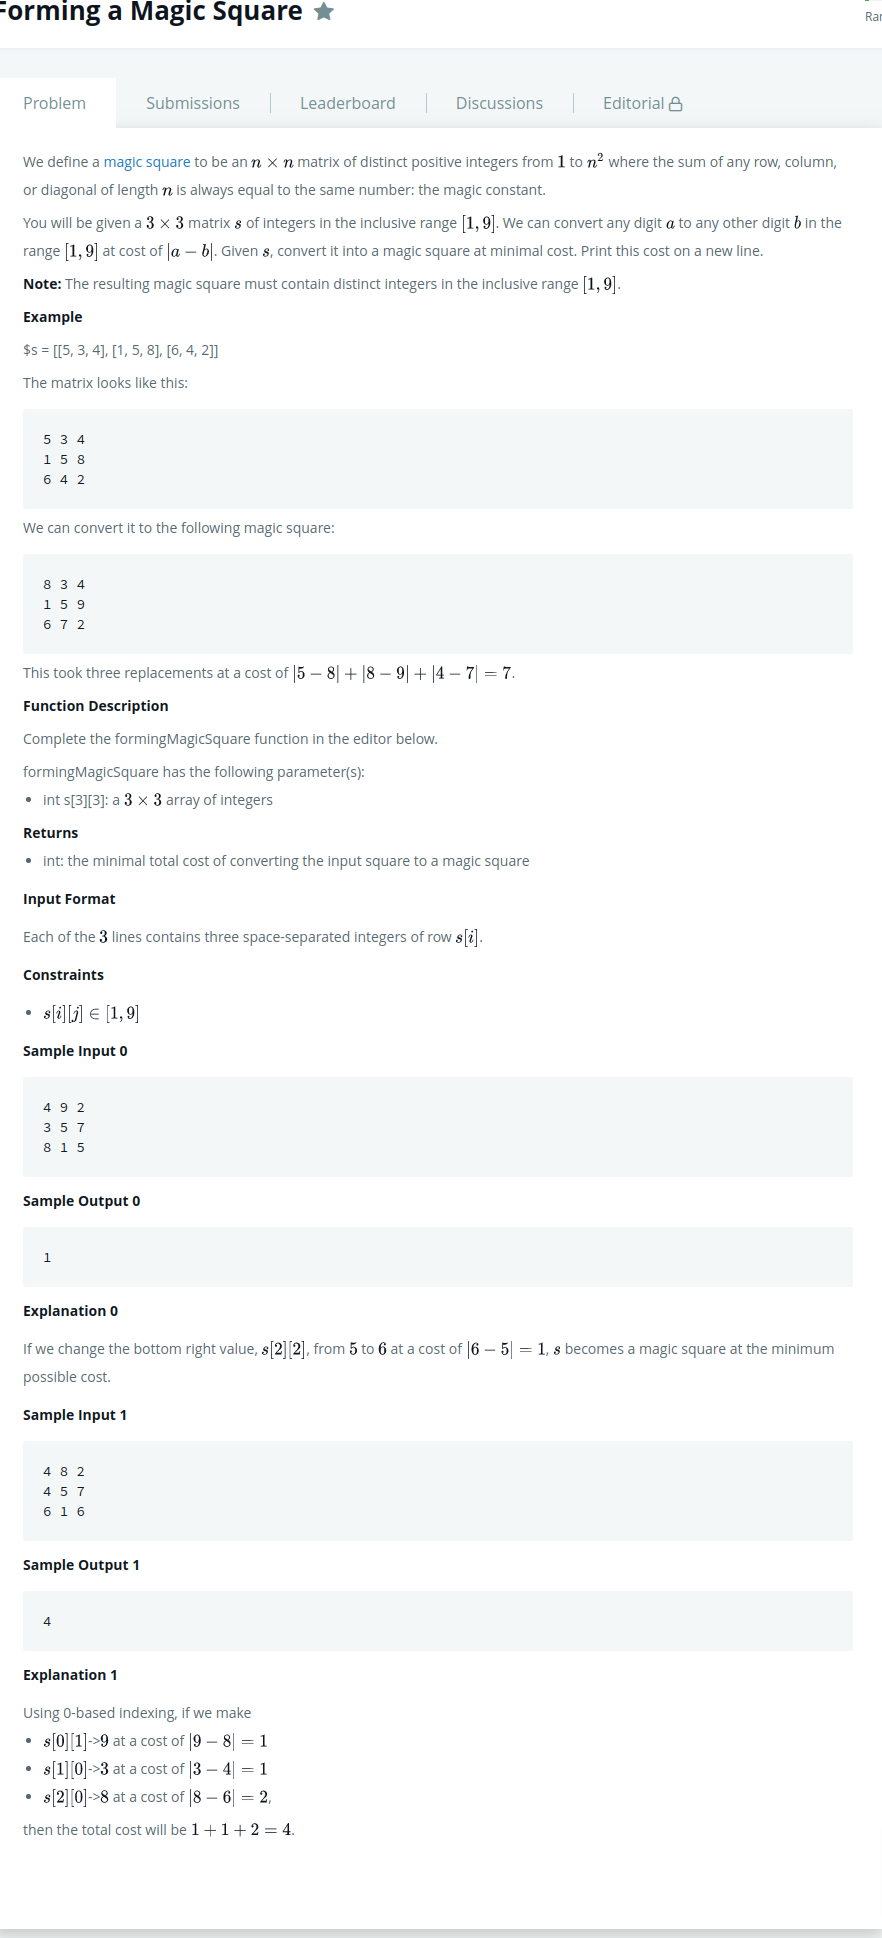 Forming a Magic Square
Ran
Problem
Submissions
Leaderboard
Discussions
Editorial
We define a magic square to be an n × n matrix of distinct positive integers from 1 to n² where the sum of any row, column,
or diagonal of length n is always equal to the same number: the magic constant.
You will be given a 3 × 3 matrix s of integers in the inclusive range [1, 9]. We can convert any digit a to any other digit b in the
range [1, 9] at cost of |a − b|. Given s, convert it into a magic square at minimal cost. Print this cost on a new line.
Note: The resulting magic square must contain distinct integers in the inclusive range [1, 9].
Example
$s = [[5, 3, 4], [1, 5, 8], [6, 4, 2]]
The matrix looks like this:
5 3 4
1 5 8
6 4 2
We can convert it to the following magic square:
8 3 4
1 5 9
6 7 2
This took three replacements at a cost of |5 − 8| + |8 − 9| + |4 − 7| = 7.
Function Description
Complete the formingMagicSquare function in the editor below.
formingMagicSquare has the following parameter(s):
• int s[3][3]: a 3 × 3 array of integers
Returns
• int: the minimal total cost of converting the input square to a magic square
Input Format
Each of the 3 lines contains three space-separated integers of row s[i].
Constraints
• s[i][j] ∈ [1, 9]
Sample Input 0
4 9 2
3 5 7
8 1 5
Sample Output 0
1
Explanation 0
If we change the bottom right value, s[2][2], from 5 to 6 at a cost of |6 − 5| = 1, s becomes a magic square at the minimum
possible cost.
Sample Input 1
4 8 2
4 5 7
6 1 6
Sample Output 1
4
Explanation 1
Using 0-based indexing, if we make
• s[0][1]->9 at a cost of |9 − 8| = 1
• s[1][0]->3 at a cost of |3 − 4| = 1
• s[2][0]->8 at a cost of |8 − 6| = 2,
then the total cost will be 1 + 1 + 2 = 4.